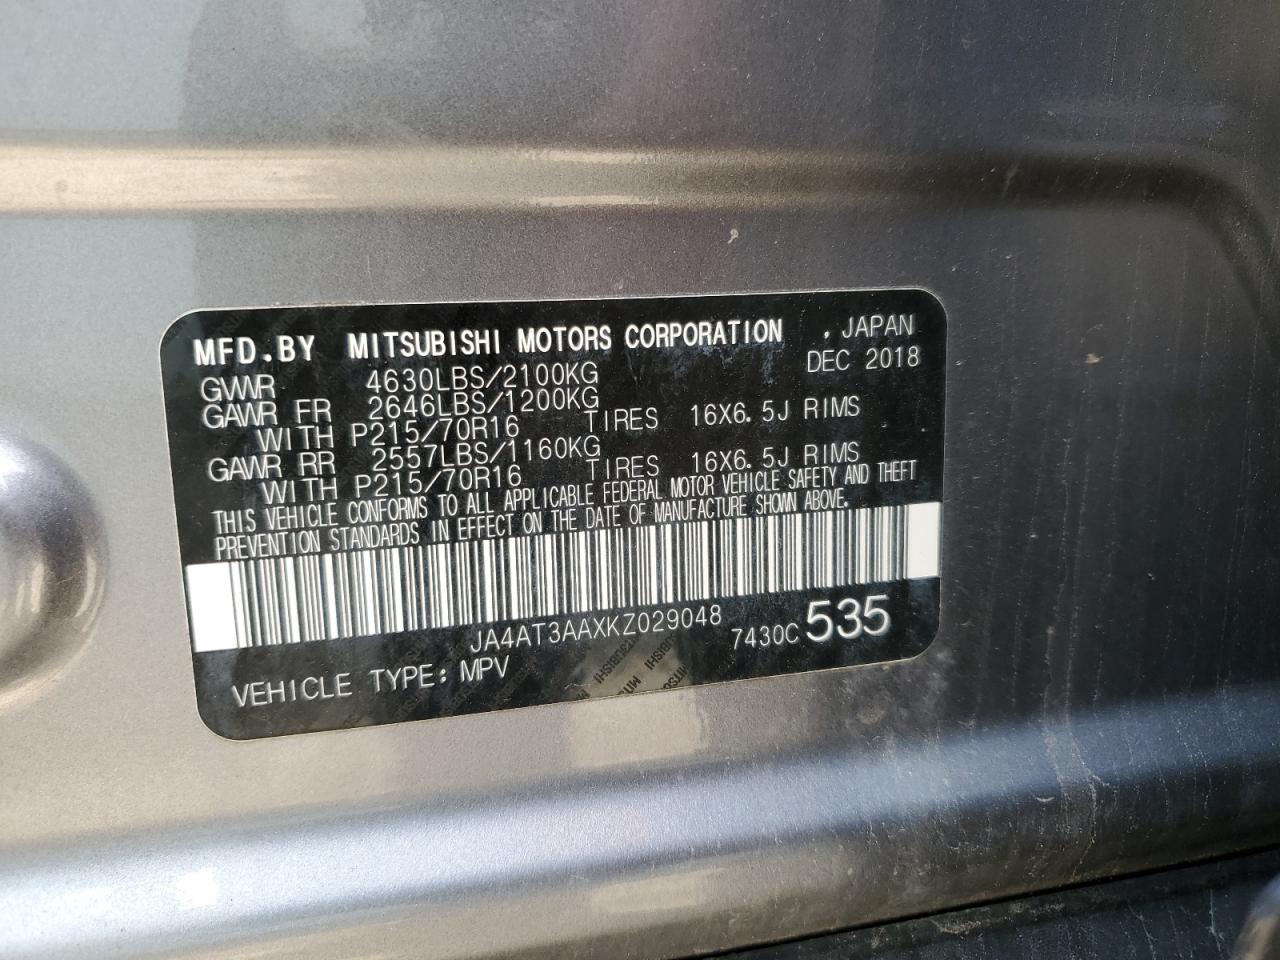 MFD.BY MITSUBISHI MOTORS CORPORATION , JAPAN
GVWR 4630LBS/2100KG DEC 2018
GAWR FR 2646LBS/1200KG
WITH P215/70R16 TIRES 16X6.5J RIMS
GAWR RR 2557LBS/1160KG
WITH P215/70R16 TIRES 16X6.5J RIMS
THIS VEHICLE CONFORMS TO ALL APPLICABLE FEDERAL MOTOR VEHICLE SAFETY AND THEFT
PREVENTION STANDARDS IN EFFECT ON THE DATE OF MANUFACTURE SHOWN ABOVE.
JA4AT3AAXKZ029048 7430C 535
VEHICLE TYPE: MPV